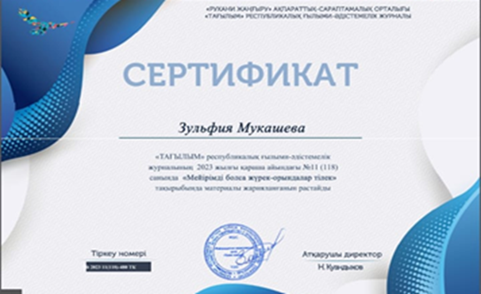 «РУХАНИ ЖАҢҒЫРУ» АҚПАРАТТЫҚ-САРАПТАМАЛЫҚ ОРТАЛЫҒЫ
«ТАҒЫЛЫМ» РЕСПУБЛИКАЛЫҚ ҒЫЛЫМИ-ӘДІСТЕМЕЛІК ЖУРНАЛЫ
СЕРТИФИКАТ
Зульфия Мукашева
«ТАҒЫЛЫМ» республикалық ғылыми-әдістемелік
журналының 2023 жылғы қараша айындағы №11 (118)
санында «Мейірімді болса жүрек-орындалар тілек»
тақырыбында материалы жарияланғанын растайды
Тіркеу номері
Атқарушы директор
Н.Қуандықов